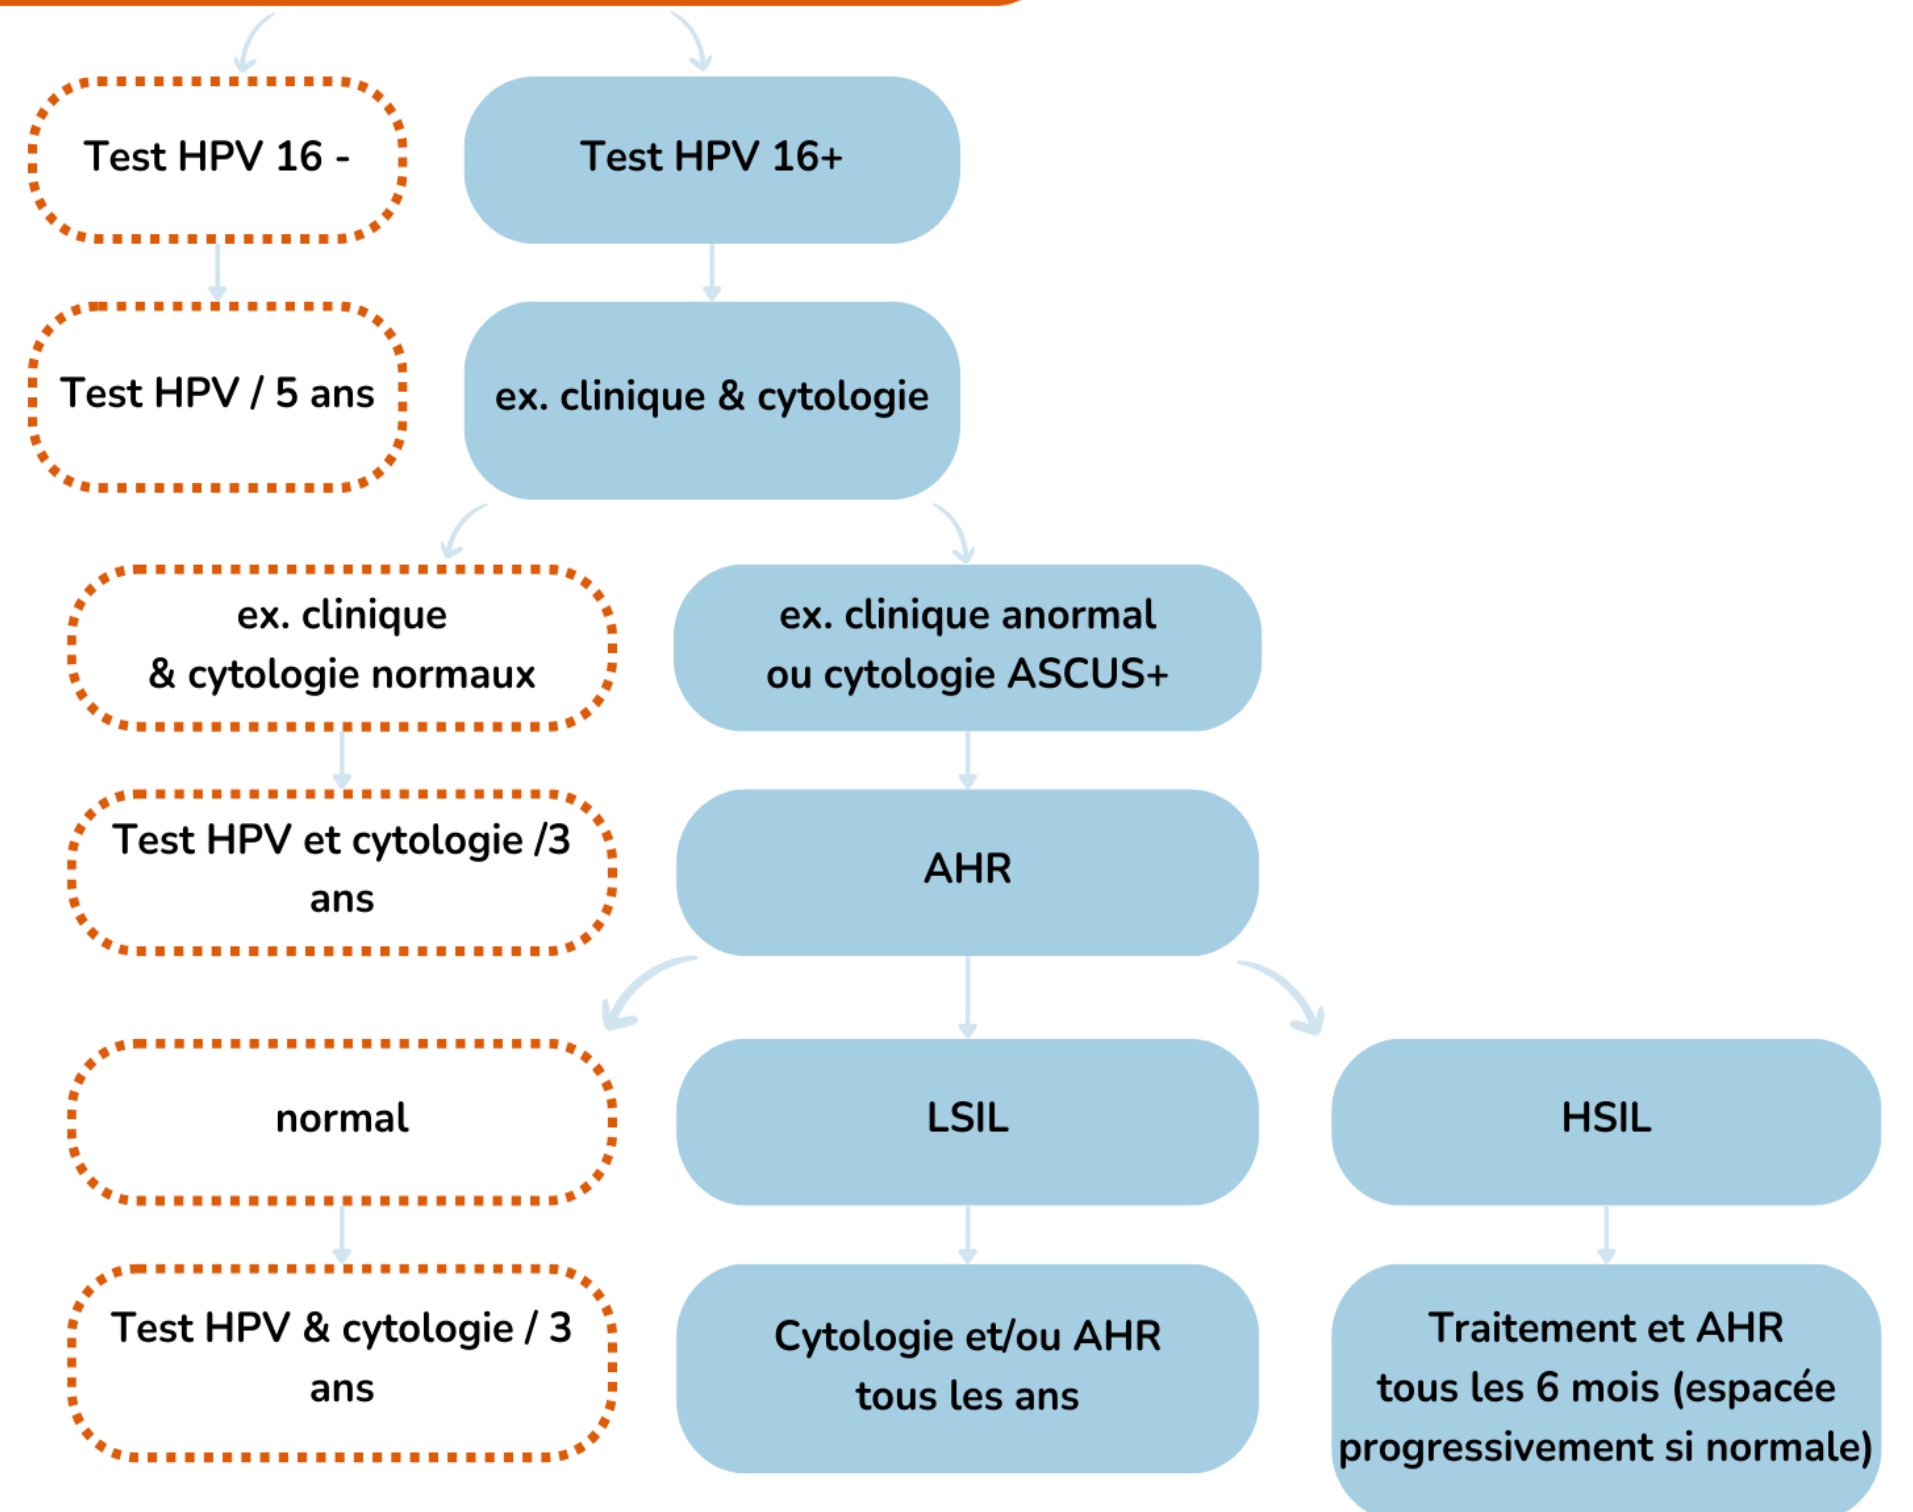 Test HPV 16 -
Test HPV 16+
Test HPV / 5 ans
ex. clinique & cytologie
ex. clinique
& cytologie normaux
ex. clinique anormal
ou cytologie ASCUS+
Test HPV et cytologie /3
ans
AHR
normal
LSIL
HSIL
Test HPV & cytologie / 3
ans
Cytologie et/ou AHR
tous les ans
Traitement et AHR
tous les 6 mois (espacée
progressivement si normale)